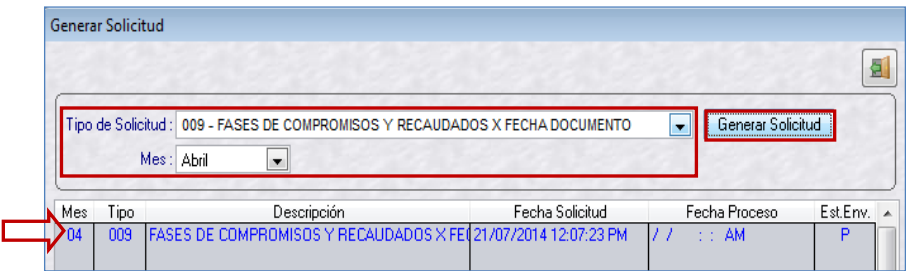 Generar Solicitud
Tipo de Solicitud : 009 - FASES DE COMPROMISOS Y RECAUDADOS X FECHA DOCUMENTO Generar Solicitud
Mes : Abril
Mes Tipo Descripción Fecha Solicitud Fecha Proceso Est.Env.
04 009 FASES DE COMPROMISOS Y RECAUDADOS X FE( 21/07/2014 12:07:23 PM / / : : AM P